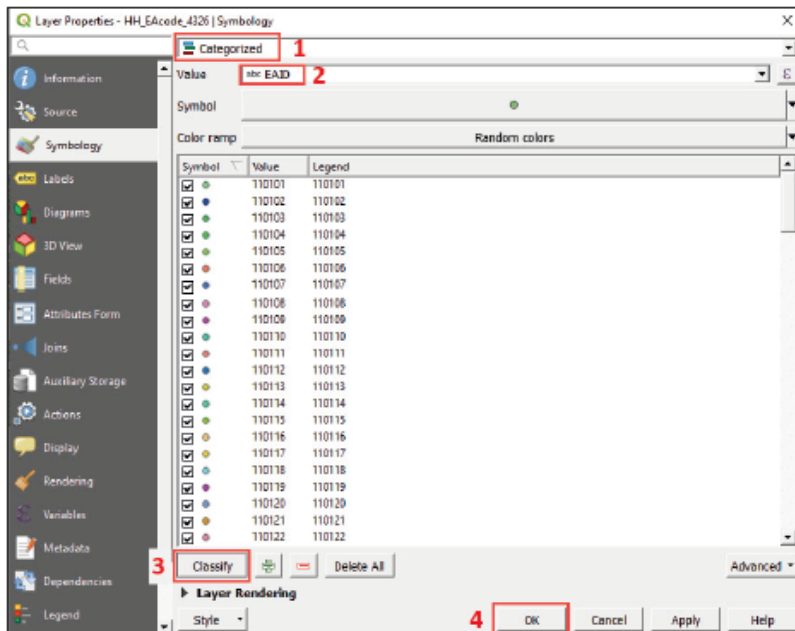 Layer Properties - HH_EAcode_4326 | Symbology
Categorized 1
Value abc EAID 2
Symbol
Color ramp Random colors
Information
Source
Symbology
Labels
Diagrams
3D View
Fields
Attributes Form
Joins
Auxiliary Storage
Actions
Display
Rendering
Variables
Metadata
Dependencies
Legend
Symbol Value Legend
110101 110101
110102 110102
110103 110103
110104 110104
110105 110105
110106 110106
110107 110107
110108 110108
110109 110109
110110 110110
110111 110111
110112 110112
110113 110113
110114 110114
110115 110115
110116 110116
110117 110117
110118 110118
110119 110119
110120 110120
110121 110121
110122 110122
3 Classify Delete All Advanced
Layer Rendering
Style 4 OK Cancel Apply Help